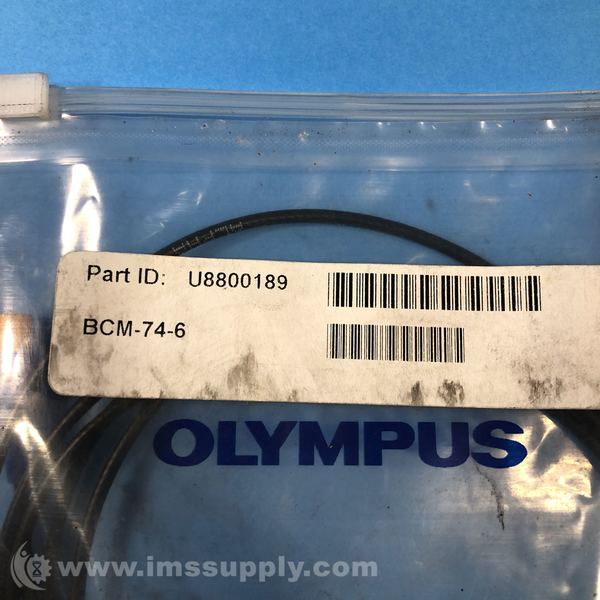 Part ID: U8800189
BCM-74-6
OLYMPUS
www.imssupply.com